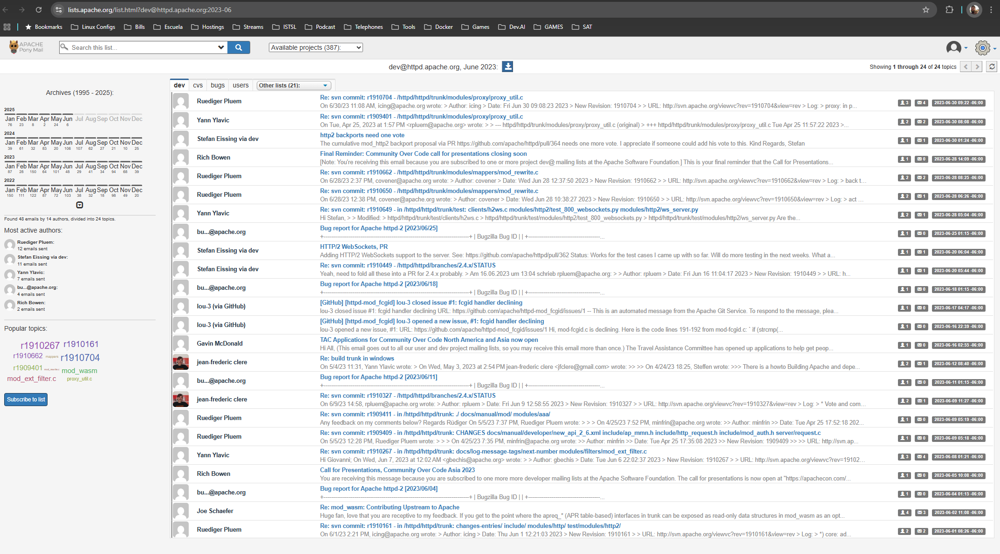 lists.apache.org/list.html?dev@httpd.apache.org:2023-06
Bookmarks Linux Configs Bills Escuela Hostings Streams ISTSL Podcast Telephones Tools Docker Games Dev.AI GAMES SAT
APACHE
Pony Mail
Search this list...
Available projects (387):
dev@httpd.apache.org, June 2023:
Showing 1 through 24 of 24 topics
Archives (1995 - 2025):
2025
Jan Feb Mar Apr May Jun Jul Aug Sep Oct Nov Dec
76 23 8 2 24 6
2024
Jan Feb Mar Apr May Jun Jul Aug Sep Oct Nov Dec
39 61 32 83 20 106 107 62 27 21 10 25
2023
Jan Feb Mar Apr May Jun Jul Aug Sep Oct Nov Dec
87 28 150 64 101 48 29 41 34 94 68 39
2022
Jan Feb Mar Apr May Jun Jul Aug Sep Oct Nov Dec
150 111 122 87 72 103 38 32 18 98 49 20
Found 48 emails by 14 authors, divided into 24 topics.
Most active authors:
Ruediger Pluem:
12 emails sent
Stefan Eissing via dev:
11 emails sent
Yann Ylavic:
7 emails sent
bu...@apache.org:
4 emails sent
Rich Bowen:
2 emails sent
Popular topics:
r1910267 r1910161
r1910662 mappers r1910704
r1909401 mod_rewrite.c mod_wasm
mod_ext_filter.c proxy_util.c
Subscribe to list
dev cvs bugs users Other lists (21):
Ruediger Pluem
Re: svn commit: r1910704 - /httpd/httpd/trunk/modules/proxy/proxy_util.c
On 6/30/23 11:08 AM, icing@apache.org wrote: > Author: icing > Date: Fri Jun 30 09:08:23 2023 > New Revision: 1910704 > > URL: http://svn.apache.org/viewvc?rev=1910704&view=rev > Log: > proxy: in p...
3 4 2023-06-30 09:22 -06:00
Yann Ylavic
Re: svn commit: r1909401 - /httpd/httpd/trunk/modules/proxy/proxy_util.c
On Tue, Apr 25, 2023 at 1:57 PM <rpluem@apache.org> wrote: > > --- httpd/httpd/trunk/modules/proxy/proxy_util.c (original) > +++ httpd/httpd/trunk/modules/proxy/proxy_util.c Tue Apr 25 11:57:22 2023 >...
2 2 2023-06-30 08:08 -06:00
Stefan Eissing via dev
http2 backports need one vote
The cumulative mod_http2 backport proposal via PR https://github.com/apache/httpd/pull/364 needs one more vote. I appreciate if someone could add his vote to this. Kind Regards, Stefan
1 1 2023-06-30 01:24 -06:00
Rich Bowen
Final Reminder: Community Over Code call for presentations closing soon
[Note: You're receiving this email because you are subscribed to one or more project dev@ mailing lists at the Apache Software Foundation.] This is your final reminder that the Call for Presentations...
1 0 2023-06-28 14:09 -06:00
Ruediger Pluem
Re: svn commit: r1910662 - /httpd/httpd/trunk/modules/mappers/mod_rewrite.c
On 6/28/23 2:37 PM, covener@apache.org wrote: > Author: covener > Date: Wed Jun 28 12:37:50 2023 > New Revision: 1910662 > > URL: http://svn.apache.org/viewvc?rev=1910662&view=rev > Log: > back t...
2 2 2023-06-28 08:25 -06:00
Ruediger Pluem
Re: svn commit: r1910650 - /httpd/httpd/trunk/modules/mappers/mod_rewrite.c
On 6/28/23 12:38 PM, covener@apache.org wrote: > Author: covener > Date: Wed Jun 28 10:38:27 2023 > New Revision: 1910650 > > URL: http://svn.apache.org/viewvc?rev=1910650&view=rev > Log: > act ...
2 1 2023-06-28 06:26 -06:00
Yann Ylavic
Re: svn commit: r1910649 - in /httpd/httpd/trunk/test: clients/h2ws.c modules/http2/test_800_websockets.py modules/http2/ws_server.py
Hi Stefan, > > Modified: > httpd/httpd/trunk/test/clients/h2ws.c > httpd/httpd/trunk/test/modules/http2/test_800_websockets.py > httpd/httpd/trunk/test/modules/http2/ws_server.py Are the...
2 1 2023-06-28 05:04 -06:00
bu...@apache.org
Bug report for Apache httpd-2 [2023/06/25]
+---------------------------------------------------------------------------+ | Bugzilla Bug ID | | +-------------------------------------...
1 0 2023-06-25 01:15 -06:00
Stefan Eissing via dev
HTTP/2 WebSockets, PR
Adding HTTP/2 WebSockets support to the server. See: https://github.com/apache/httpd/pull/362 Status: Works for the test cases I came up with so far. Will do more testing in the next weeks. What a...
1 1 2023-06-20 06:04 -06:00
Stefan Eissing via dev
Re: svn commit: r1910449 - /httpd/httpd/branches/2.4.x/STATUS
Yeah, need to fold all these into a PR for 2.4.x probably. > Am 16.06.2023 um 13:04 schrieb rpluem@apache.org: > > Author: rpluem > Date: Fri Jun 16 11:04:17 2023 > New Revision: 1910449 > > URL: h...
1 1 2023-06-20 05:44 -06:00
bu...@apache.org
Bug report for Apache httpd-2 [2023/06/18]
+---------------------------------------------------------------------------+ | Bugzilla Bug ID | | +-------------------------------------...
1 0 2023-06-18 01:15 -06:00
lou-3 (via GitHub)
[GitHub] [httpd-mod_fcgid] lou-3 closed issue #1: fcgid handler declining
lou-3 closed issue #1: fcgid handler declining URL: https://github.com/apache/httpd-mod_fcgid/issues/1 -- This is an automated message from the Apache Git Service. To respond to the message, plea...
1 0 2023-06-17 04:17 -06:00
lou-3 (via GitHub)
[GitHub] [httpd-mod_fcgid] lou-3 opened a new issue, #1: fcgid handler declining
lou-3 opened a new issue, #1: URL: https://github.com/apache/httpd-mod_fcgid/issues/1 Hi, mod-fcgid.c is declining. Here is the code lines 191-192 from mod-fcgid.c: ` if (strcmp(...
1 0 2023-06-16 22:39 -06:00
Gavin McDonald
TAC Applications for Community Over Code North America and Asia now open
Hi All, (This email goes out to all our user and dev project mailing lists, so you may receive this email more than once.) The Travel Assistance Committee has opened up applications to help get peop...
1 0 2023-06-16 02:55 -06:00
jean-frederic clere
Re: build trunk in windows
On 5/4/23 11:31, Yann Ylavic wrote: > On Wed, May 3, 2023 at 2:54 PM jean-frederic clere <jfclere@gmail.com> wrote: >> >> On 4/24/23 18:25, Steffen wrote: >>> There is a howto Building Apache and depe...
2 1 2023-06-12 08:40 -06:00
bu...@apache.org
Bug report for Apache httpd-2 [2023/06/11]
+---------------------------------------------------------------------------+ | Bugzilla Bug ID | | +-------------------------------------...
1 0 2023-06-11 01:15 -06:00
jean-frederic clere
Re: svn commit: r1910327 - /httpd/httpd/branches/2.4.x/STATUS
On 6/9/23 14:58, rpluem@apache.org wrote: > Author: rpluem > Date: Fri Jun 9 12:58:55 2023 > New Revision: 1910327 > > URL: http://svn.apache.org/viewvc?rev=1910327&view=rev > Log: > * Vote and com...
2 1 2023-06-09 11:27 -06:00
Ruediger Pluem
Re: svn commit: r1909411 - in /httpd/httpd/trunk: ./ docs/manual/mod/ modules/aaa/
Any feedback on my comments below? Regards Rüdiger On 5/5/23 7:37 PM, Ruediger Pluem wrote: > > > On 4/25/23 7:52 PM, minfrin@apache.org wrote: >> Author: minfrin >> Date: Tue Apr 25 17:52:18 202...
1 0 2023-06-09 05:19 -06:00
Ruediger Pluem
Re: svn commit: r1909409 - in /httpd/httpd/trunk: CHANGES docs/manual/developer/new_api_2_6.xml include/ap_mmn.h include/http_request.h include/mod_auth.h server/request.c
On 5/5/23 12:28 PM, Ruediger Pluem wrote: > > > On 4/25/23 7:35 PM, minfrin@apache.org wrote: >> Author: minfrin >> Date: Tue Apr 25 17:35:08 2023 >> New Revision: 1909409 >> >> URL: http://svn.ap...
1 0 2023-06-09 05:18 -06:00
Yann Ylavic
Re: svn commit: r1910267 - in /httpd/httpd/trunk: docs/log-message-tags/next-number modules/filters/mod_ext_filter.c
Hi Giovanni; On Wed, Jun 7, 2023 at 12:02 AM <gbechis@apache.org> wrote: > > Author: gbechis > Date: Tue Jun 6 22:02:37 2023 > New Revision: 1910267 > > URL: http://svn.apache.org/viewvc?rev=19102...
3 4 2023-06-08 01:21 -06:00
Rich Bowen
Call for Presentations, Community Over Code Asia 2023
You are receiving this message because you are subscribed to one more more developer mailing lists at the Apache Software Foundation. The call for presentations is now open at "https://apachecon.com/...
1 0 2023-06-05 10:08 -06:00
bu...@apache.org
Bug report for Apache httpd-2 [2023/06/04]
+---------------------------------------------------------------------------+ | Bugzilla Bug ID | | +-------------------------------------...
1 0 2023-06-04 01:15 -06:00
Joe Schaefer
Re: mod_wasm: Contributing Upstream to Apache
Huge fan, love that you are receptive to my feedback. If you get to the point where the apreq_* (APR table-based) interfaces in trunk can be exposed as read-only data structures in mod_wasm as an opt...
4 3 2023-06-02 11:08 -06:00
Ruediger Pluem
Re: svn commit: r1910161 - in /httpd/httpd/trunk: changes-entries/ include/ modules/http/ test/modules/http2/
On 6/1/23 2:21 PM, icing@apache.org wrote: > Author: icing > Date: Thu Jun 1 12:21:03 2023 > New Revision: 1910161 > > URL: http://svn.apache.org/viewvc?rev=1910161&view=rev > Log: > *) core: ad...
2 2 2023-06-01 08:26 -06:00